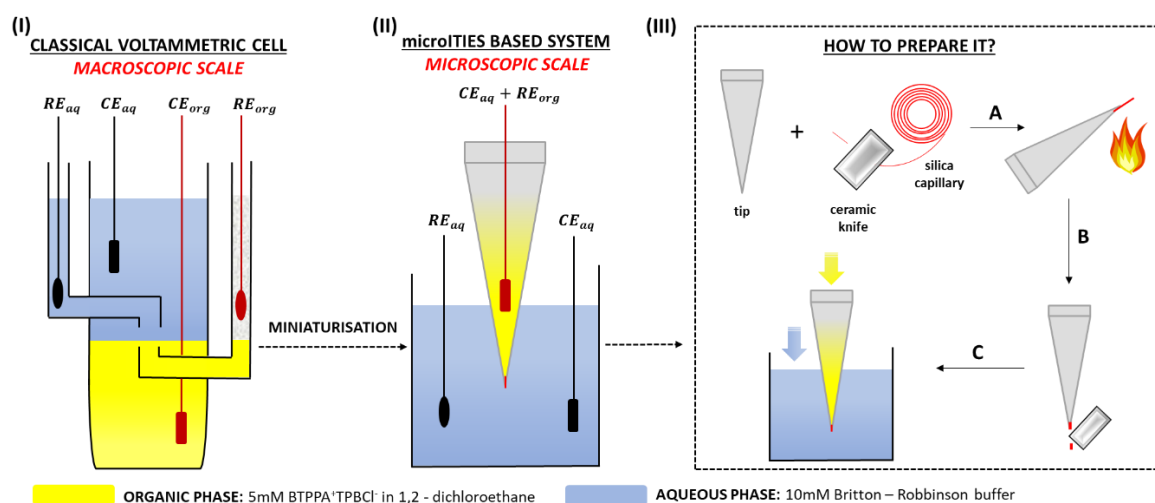 (I)
CLASSICAL VOLTAMMETRIC CELL
MACROSCOPIC SCALE
RE_aq
CE_aq
CE_org
RE_org
MINIATURISATION
(II)
microITIES BASED SYSTEM
MICROSCOPIC SCALE
CE_aq + RE_org
RE_aq
CE_aq
(III)
HOW TO PREPARE IT?
+
tip
ceramic
knife
silica
capillary
A
B
C
ORGANIC PHASE: 5mM BTPPA⁺TPBCl⁻ in 1,2 - dichloroethane
AQUEOUS PHASE: 10mM Britton – Robbinson buffer